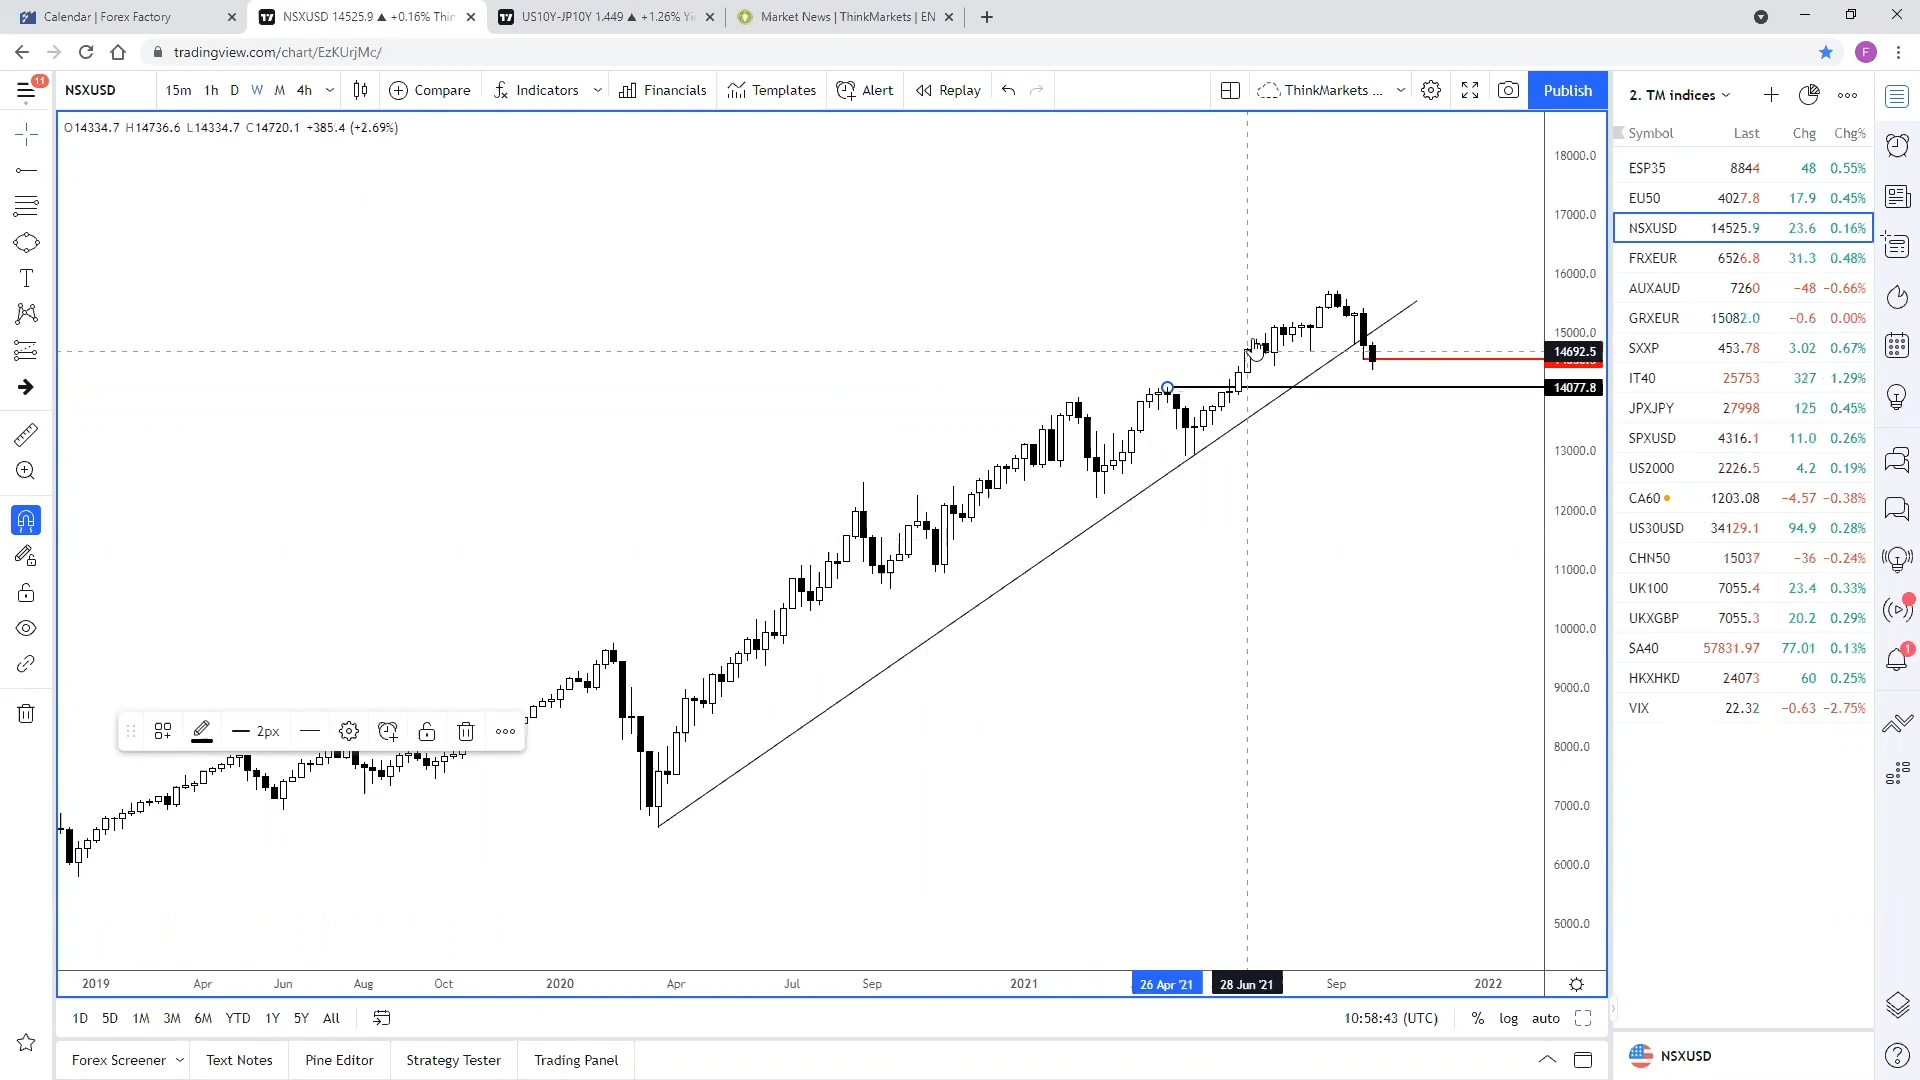 Calendar | Forex Factory
NSXUSD 14525.9 ▲ +0.16% Thin
US10Y-JP10Y 1.449 ▲ +1.26% Yi
Market News | ThinkMarkets | EN
tradingview.com/chart/EzKUrjMc/
F
11
NSXUSD 15m 1h D W M 4h Compare Indicators Financials Templates Alert Replay ThinkMarkets ... Publish
O14334.7 H14736.6 L14334.7 C14720.1 +385.4 (+2.69%)
18000.0
17000.0
16000.0
15000.0
14692.5
14077.8
13000.0
12000.0
11000.0
10000.0
9000.0
8000.0
7000.0
6000.0
5000.0
2px
2019 Apr Jun Aug Oct 2020 Apr Jul Sep 2021 26 Apr '21 28 Jun '21 Sep 2022
1D 5D 1M 3M 6M YTD 1Y 5Y All 10:58:43 (UTC) % log auto
Forex Screener Text Notes Pine Editor Strategy Tester Trading Panel
2. TM indices
Symbol Last Chg Chg%
ESP35 8844 48 0.55%
EU50 4027.8 17.9 0.45%
NSXUSD 14525.9 23.6 0.16%
FRXEUR 6526.8 31.3 0.48%
AUXAUD 7260 −48 −0.66%
GRXEUR 15082.0 −0.6 0.00%
SXXP 453.78 3.02 0.67%
IT40 25753 327 1.29%
JPXJPY 27998 125 0.45%
SPXUSD 4316.1 11.0 0.26%
US2000 2226.5 4.2 0.19%
CA60 1203.08 −4.57 −0.38%
US30USD 34129.1 94.9 0.28%
CHN50 15037 −36 −0.24%
UK100 7055.4 23.4 0.33%
UKXGBP 7055.3 20.2 0.29%
SA40 57831.97 77.01 0.13%
HKXHKD 24073 60 0.25%
VIX 22.32 −0.63 −2.75%
1
NSXUSD